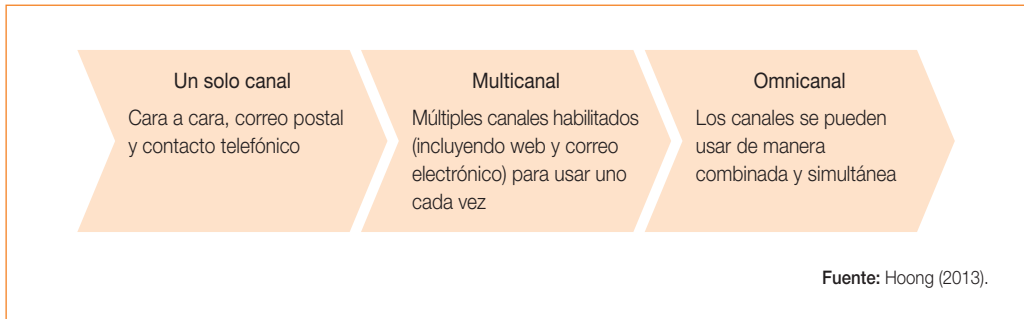 Un solo canal
Cara a cara, correo postal
y contacto telefónico
Multicanal
Múltiples canales habilitados
(incluyendo web y correo
electrónico) para usar uno
cada vez
Omnicanal
Los canales se pueden
usar de manera
combinada y simultánea
Fuente: Hoong (2013).